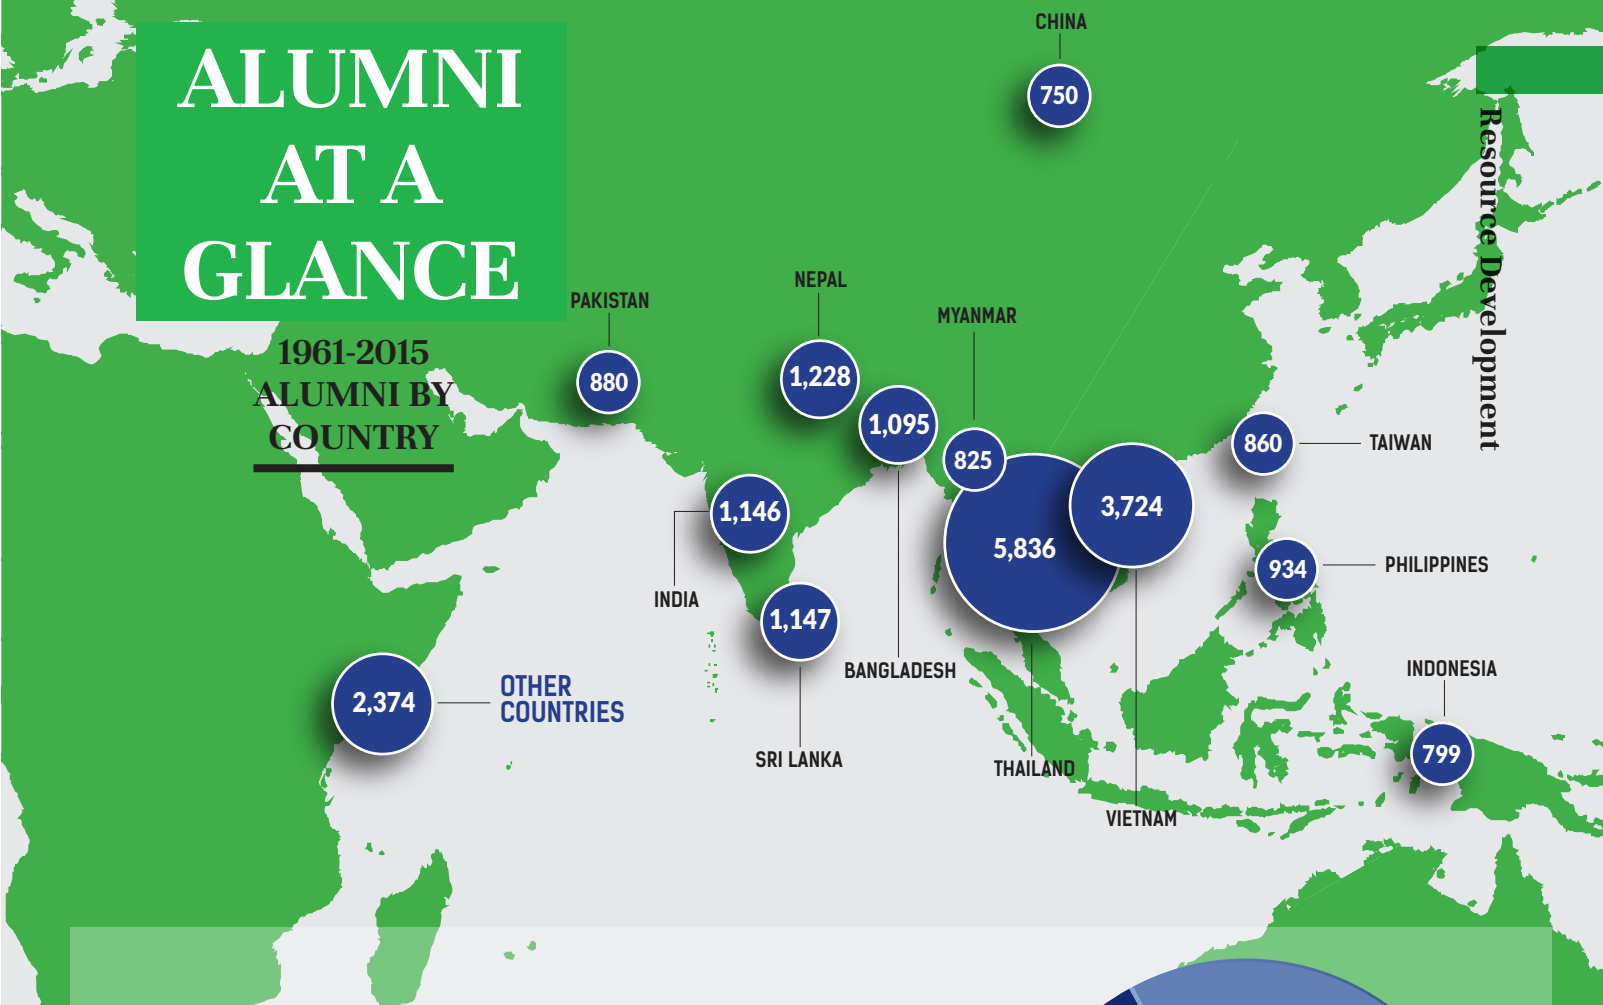 ALUMNI
AT A
GLANCE
1961-2015
ALUMNI BY
COUNTRY
CHINA
750
Resource Development
PAKISTAN
880
NEPAL
1,228
MYANMAR
825
1,095
BANGLADESH
860
TAIWAN
1,146
INDIA
1,147
SRI LANKA
5,836
THAILAND
3,724
VIETNAM
934
PHILIPPINES
INDONESIA
799
2,374
OTHER
COUNTRIES